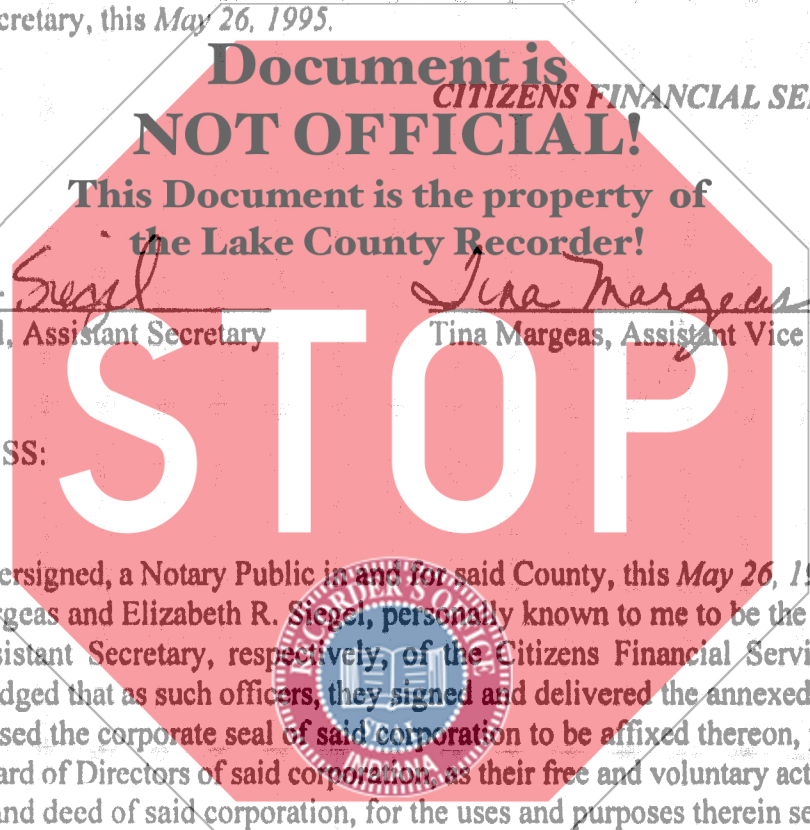 cretary, this May 26, 1995.
Document is
CITIZENS FINANCIAL SE
NOT OFFICIAL!
This Document is the property of
the Lake County Recorder!
Siegel
Tina Margeas
, Assistant Secretary
Tina Margeas, Assistant Vice
STOP
SS:
ersigned, a Notary Public in and for said County, this May 26, 19
rgeas and Elizabeth R. Siegel, personally known to me to be the
sistant Secretary, respectively, of the Citizens Financial Servi
dged that as such officers, they signed and delivered the annexed
sed the corporate seal of said corporation to be affixed thereon,
ard of Directors of said corporation, as their free and voluntary act
and deed of said corporation, for the uses and purposes therein se
RECORDER'S OFFICE
SEAL
INDIANA